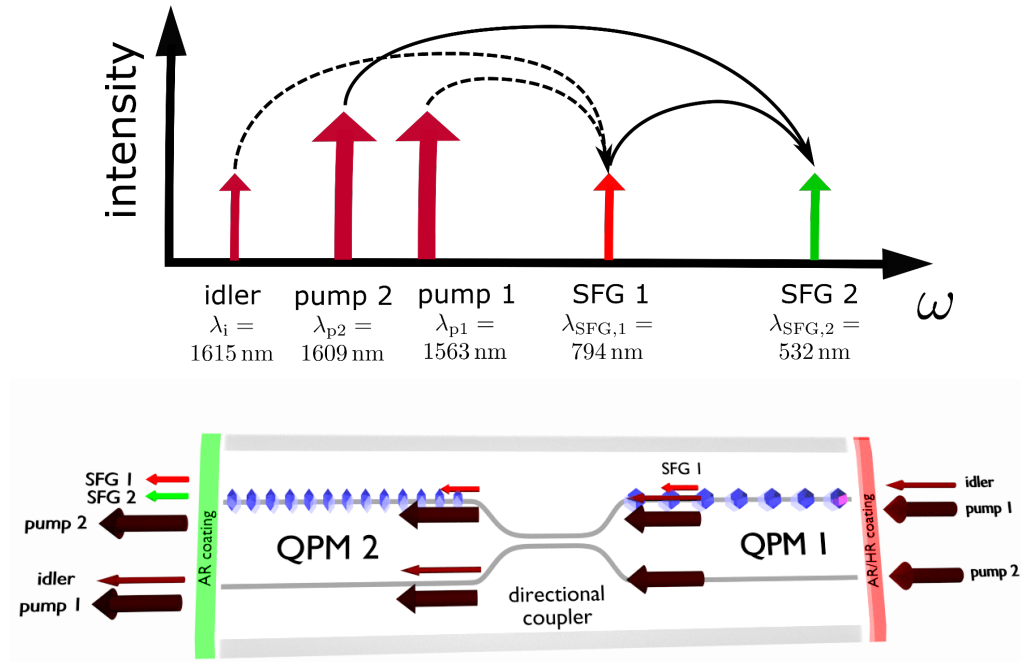 intensity
idler
λi =
1615 nm
pump 2
λp2 =
1609 nm
pump 1
λp1 =
1563 nm
SFG 1
λSFG,1 =
794 nm
SFG 2
λSFG,2 =
532 nm
ω
SFG 1
SFG 2
pump 2
idler
pump 1
AR coating
QPM 2
directional
coupler
SFG 1
QPM 1
AR/HR coating
idler
pump 1
pump 2